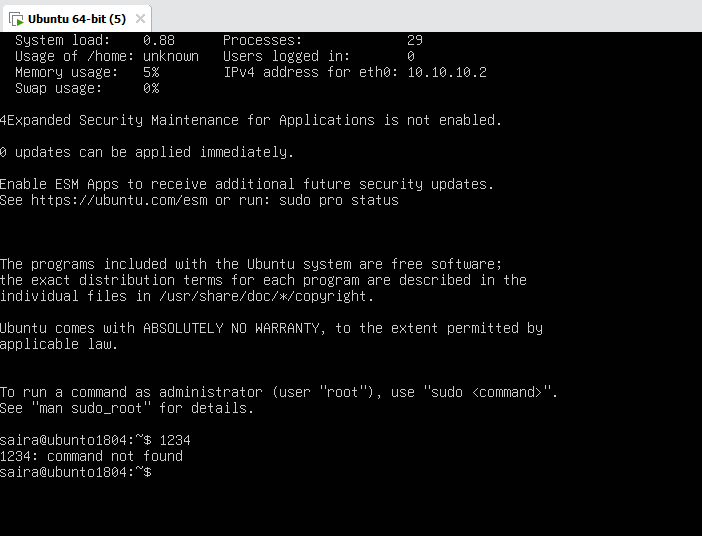 Ubuntu 64-bit (5)
System load: 0.88 Processes: 29
Usage of /home: unknown Users logged in: 0
Memory usage: 5% IPv4 address for eth0: 10.10.10.2
Swap usage: 0%
4Expanded Security Maintenance for Applications is not enabled.
0 updates can be applied immediately.
Enable ESM Apps to receive additional future security updates.
See https://ubuntu.com/esm or run: sudo pro status
The programs included with the Ubuntu system are free software;
the exact distribution terms for each program are described in the
individual files in /usr/share/doc/*/copyright.
Ubuntu comes with ABSOLUTELY NO WARRANTY, to the extent permitted by
applicable law.
To run a command as administrator (user "root"), use "sudo <command>".
See "man sudo_root" for details.
saira@ubunto1804:~$ 1234
1234: command not found
saira@ubunto1804:~$